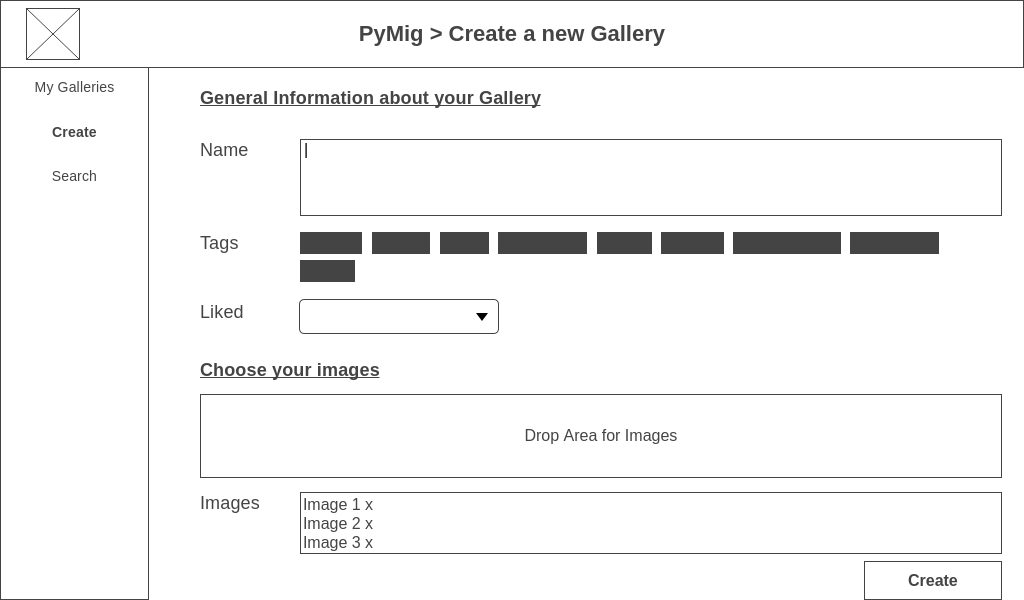 PyMig > Create a new Gallery
My Galleries
Create
Search
General Information about your Gallery
Name
Tags
Liked
Choose your images
Drop Area for Images
Images
Image 1 x
Image 2 x
Image 3 x
Create